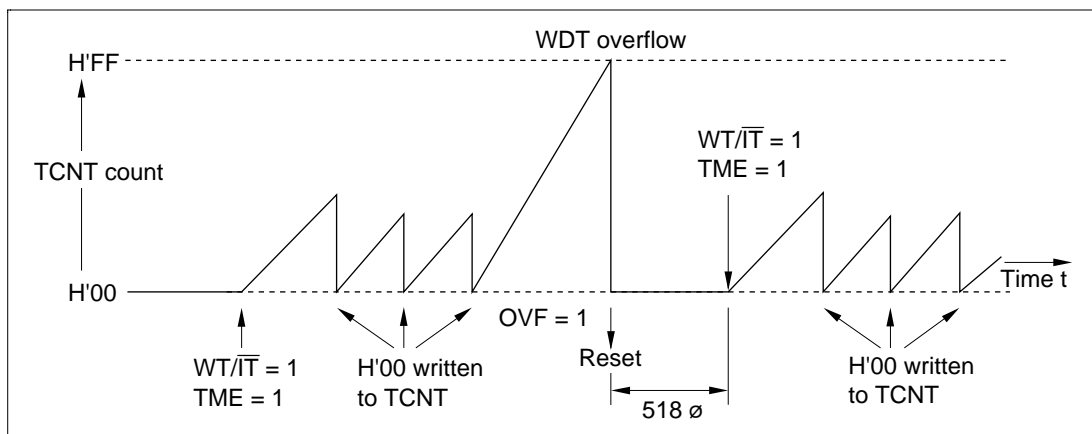 WDT overflow
H'FF
WT/IT = 1
TME = 1
TCNT count
Time t
H'00
OVF = 1
Reset
WT/IT = 1
TME = 1
H'00 written
to TCNT
H'00 written
to TCNT
518 ø